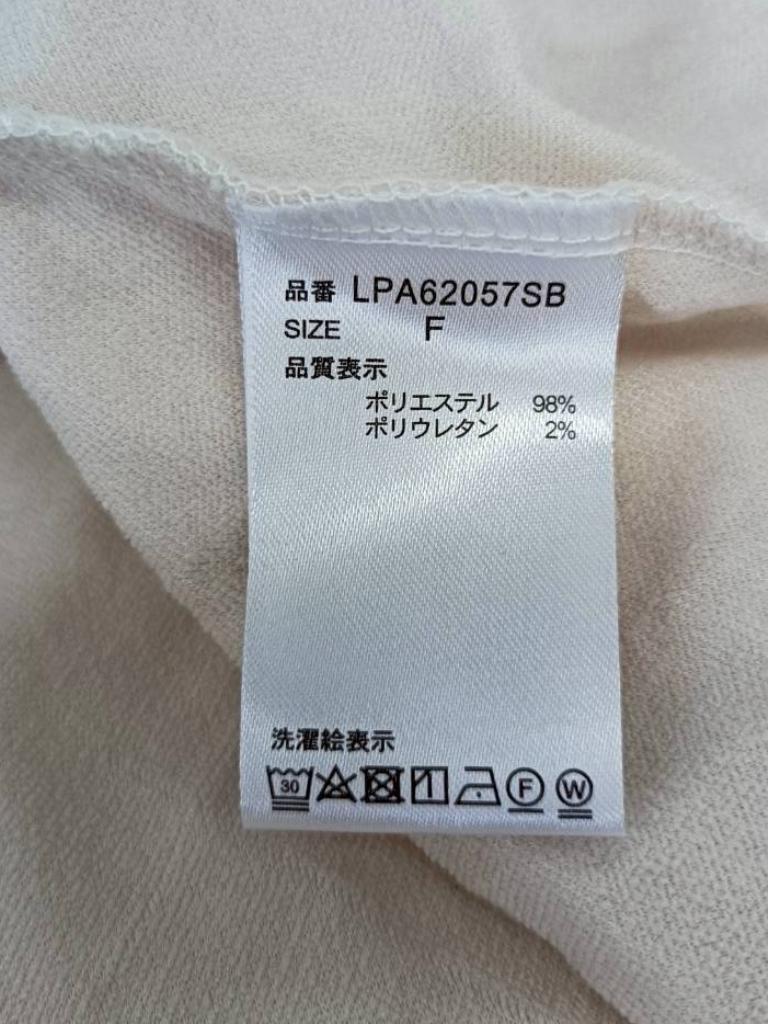 品番 LPA62057SB
SIZE F
品質表示
ポリエステル 98%
ポリウレタン 2%
洗濯絵表示
30 F W